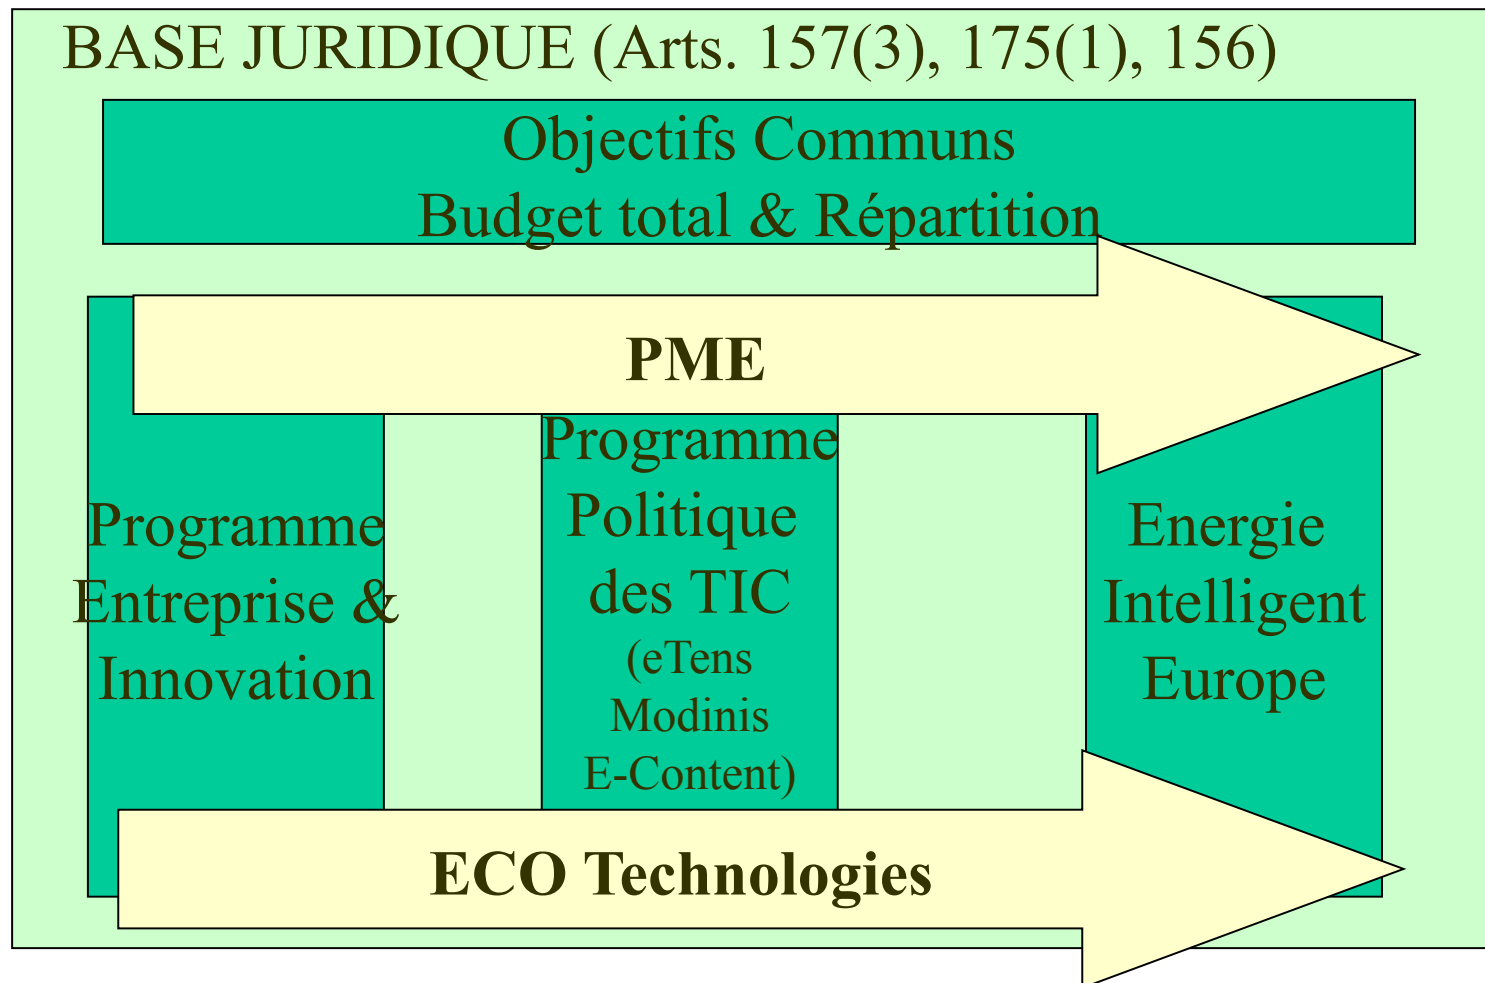 BASE JURIDIQUE (Arts. 157(3), 175(1), 156)
Objectifs Communs
Budget total & Répartition
PME
Programme
Entreprise &
Innovation
Programme
Politique
des TIC
(eTens
Modinis
E-Content)
Energie
Intelligent
Europe
ECO Technologies